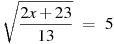 √((2x + 23)/13) = 5